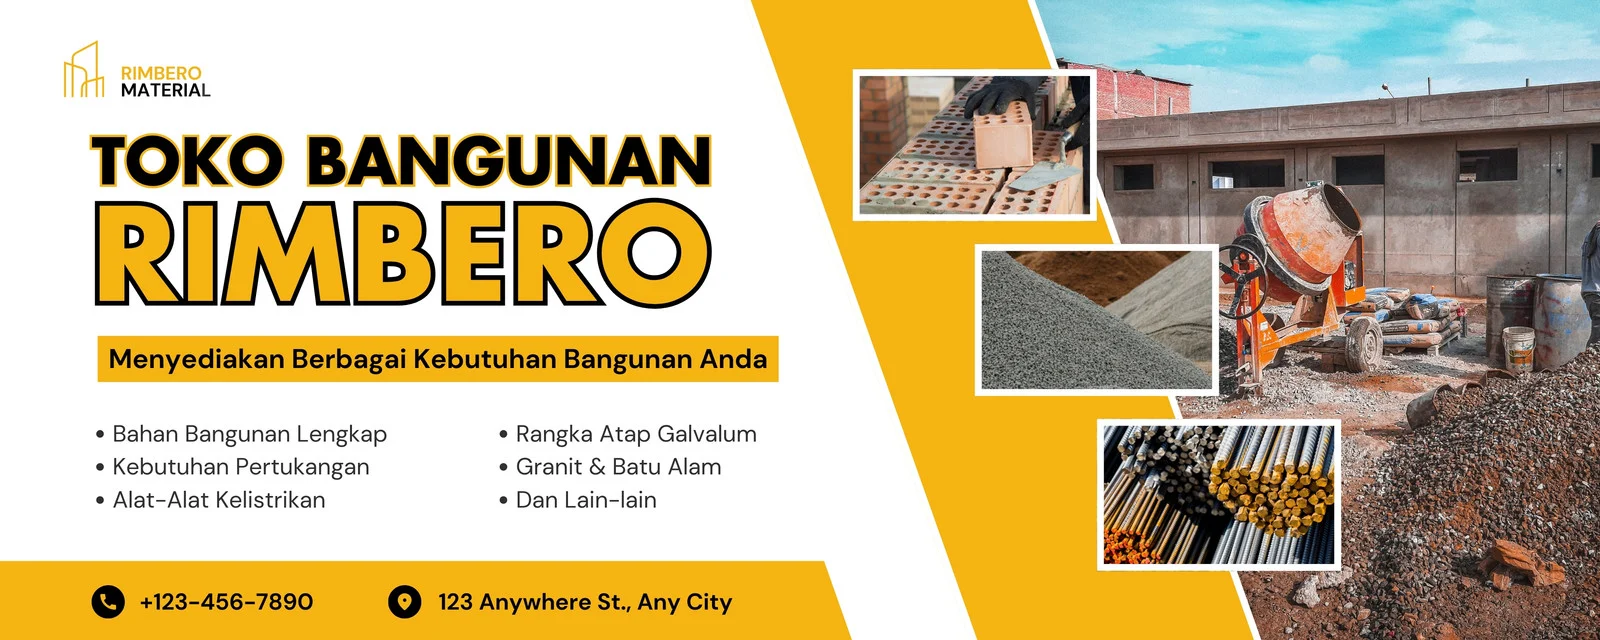 RIMBERO
MATERIAL
TOKO BANGUNAN
RIMBERO
Menyediakan Berbagai Kebutuhan Bangunan Anda
• Bahan Bangunan Lengkap
• Kebutuhan Pertukangan
• Alat-Alat Kelistrikan
• Rangka Atap Galvalum
• Granit & Batu Alam
• Dan Lain-lain
+123-456-7890
123 Anywhere St., Any City